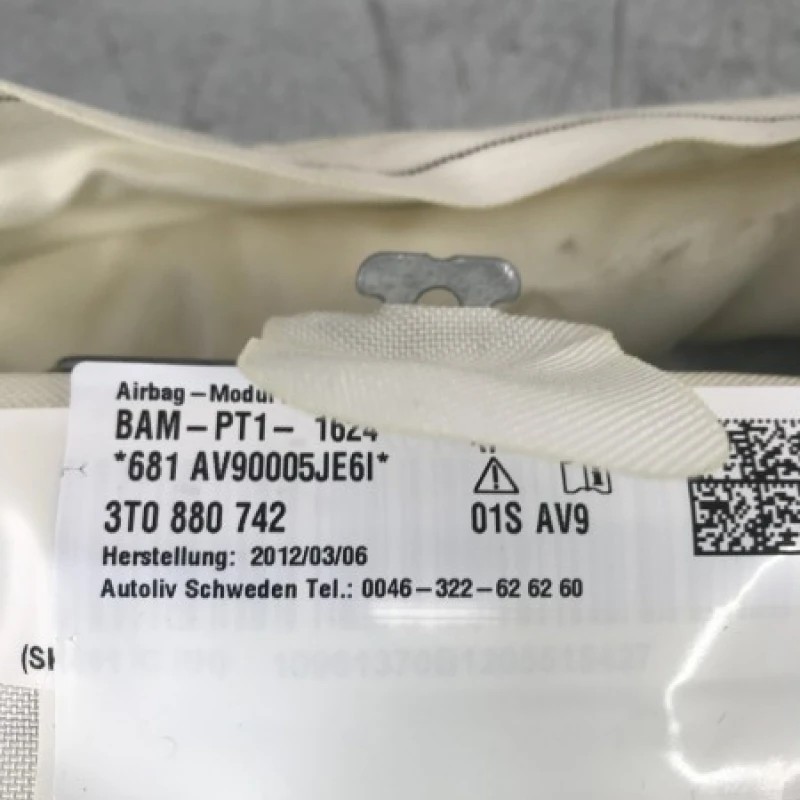 Airbag-Modul
BAM-PT1- 1624
*681 AV90005JE6I*
3T0 880 742
01S AV9
Herstellung: 2012/03/06
Autoliv Schweden Tel.: 0046-322-62 62 60